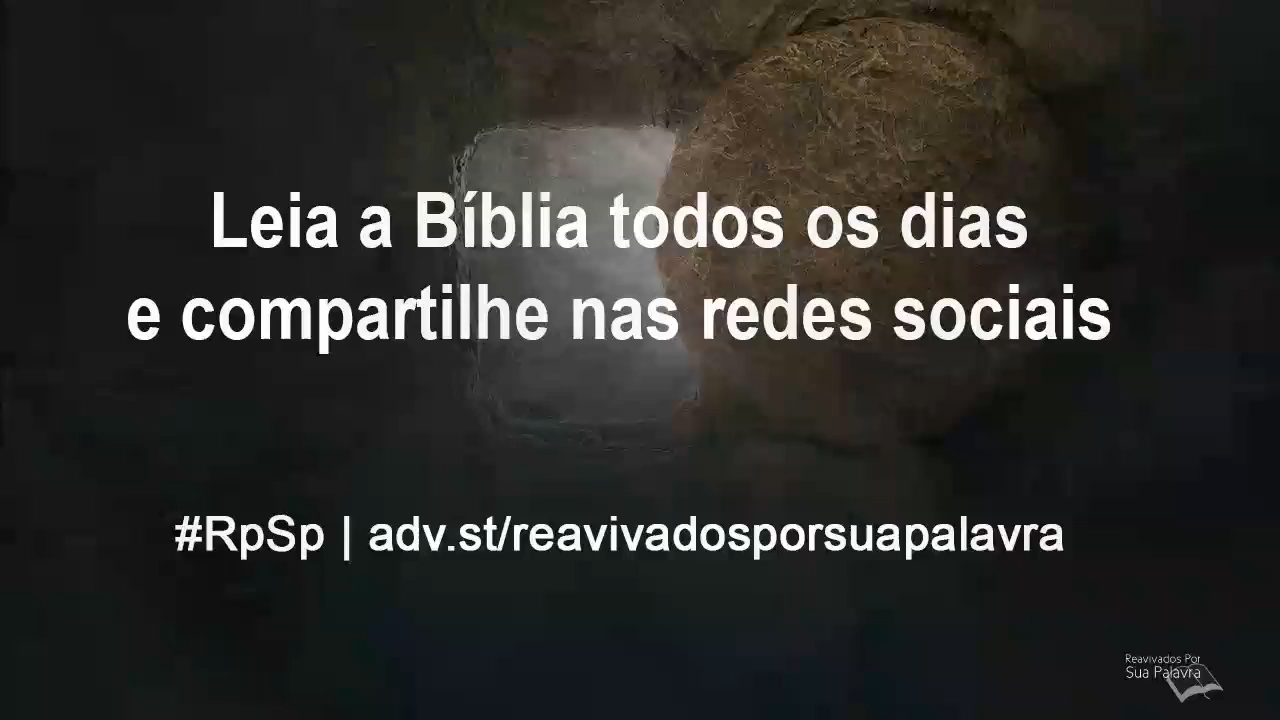 Leia a Bíblia todos os dias
e compartilhe nas redes sociais
#RpSp | adv.st/reavivadosporsuapalavra
Reavivados Por
Sua Palavra